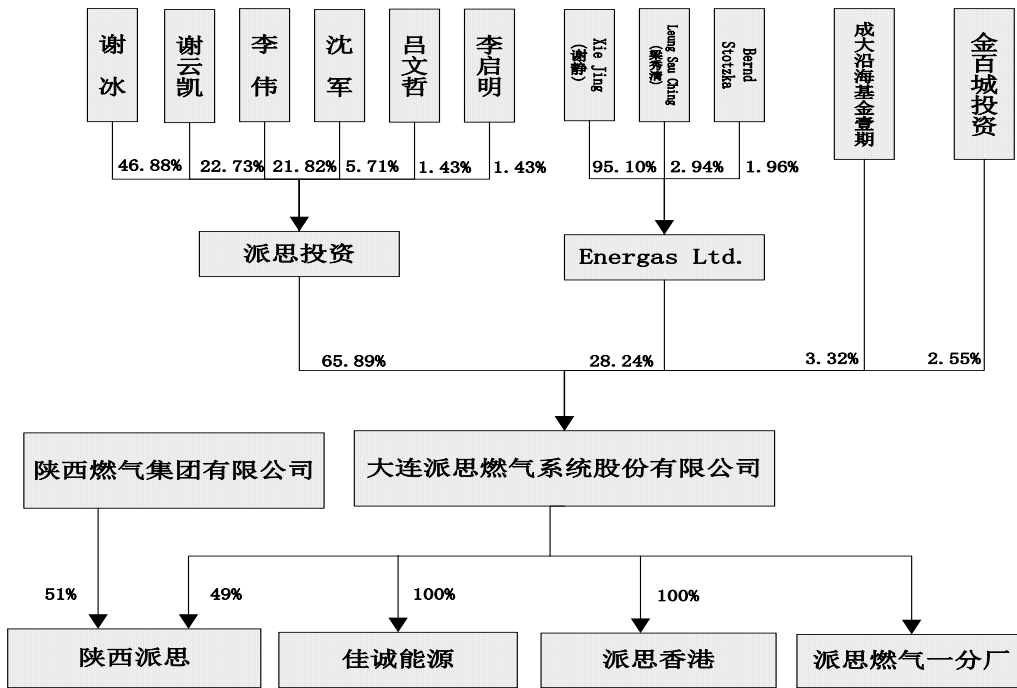 谢冰
谢云凯
李伟
沈军
吕文哲
李启明
Xie Jing
(谢静)
Leung Sau Ching
(梁秀清)
Bernd
Stotzka
成大沿海基金壹期
金百城投资
46.88%
22.73%
21.82%
5.71%
1.43%
1.43%
95.10%
2.94%
1.96%
派思投资
Energas Ltd.
65.89%
28.24%
3.32%
2.55%
陕西燃气集团有限公司
大连派思燃气系统股份有限公司
51%
49%
100%
100%
陕西派思
佳诚能源
派思香港
派思燃气一分厂